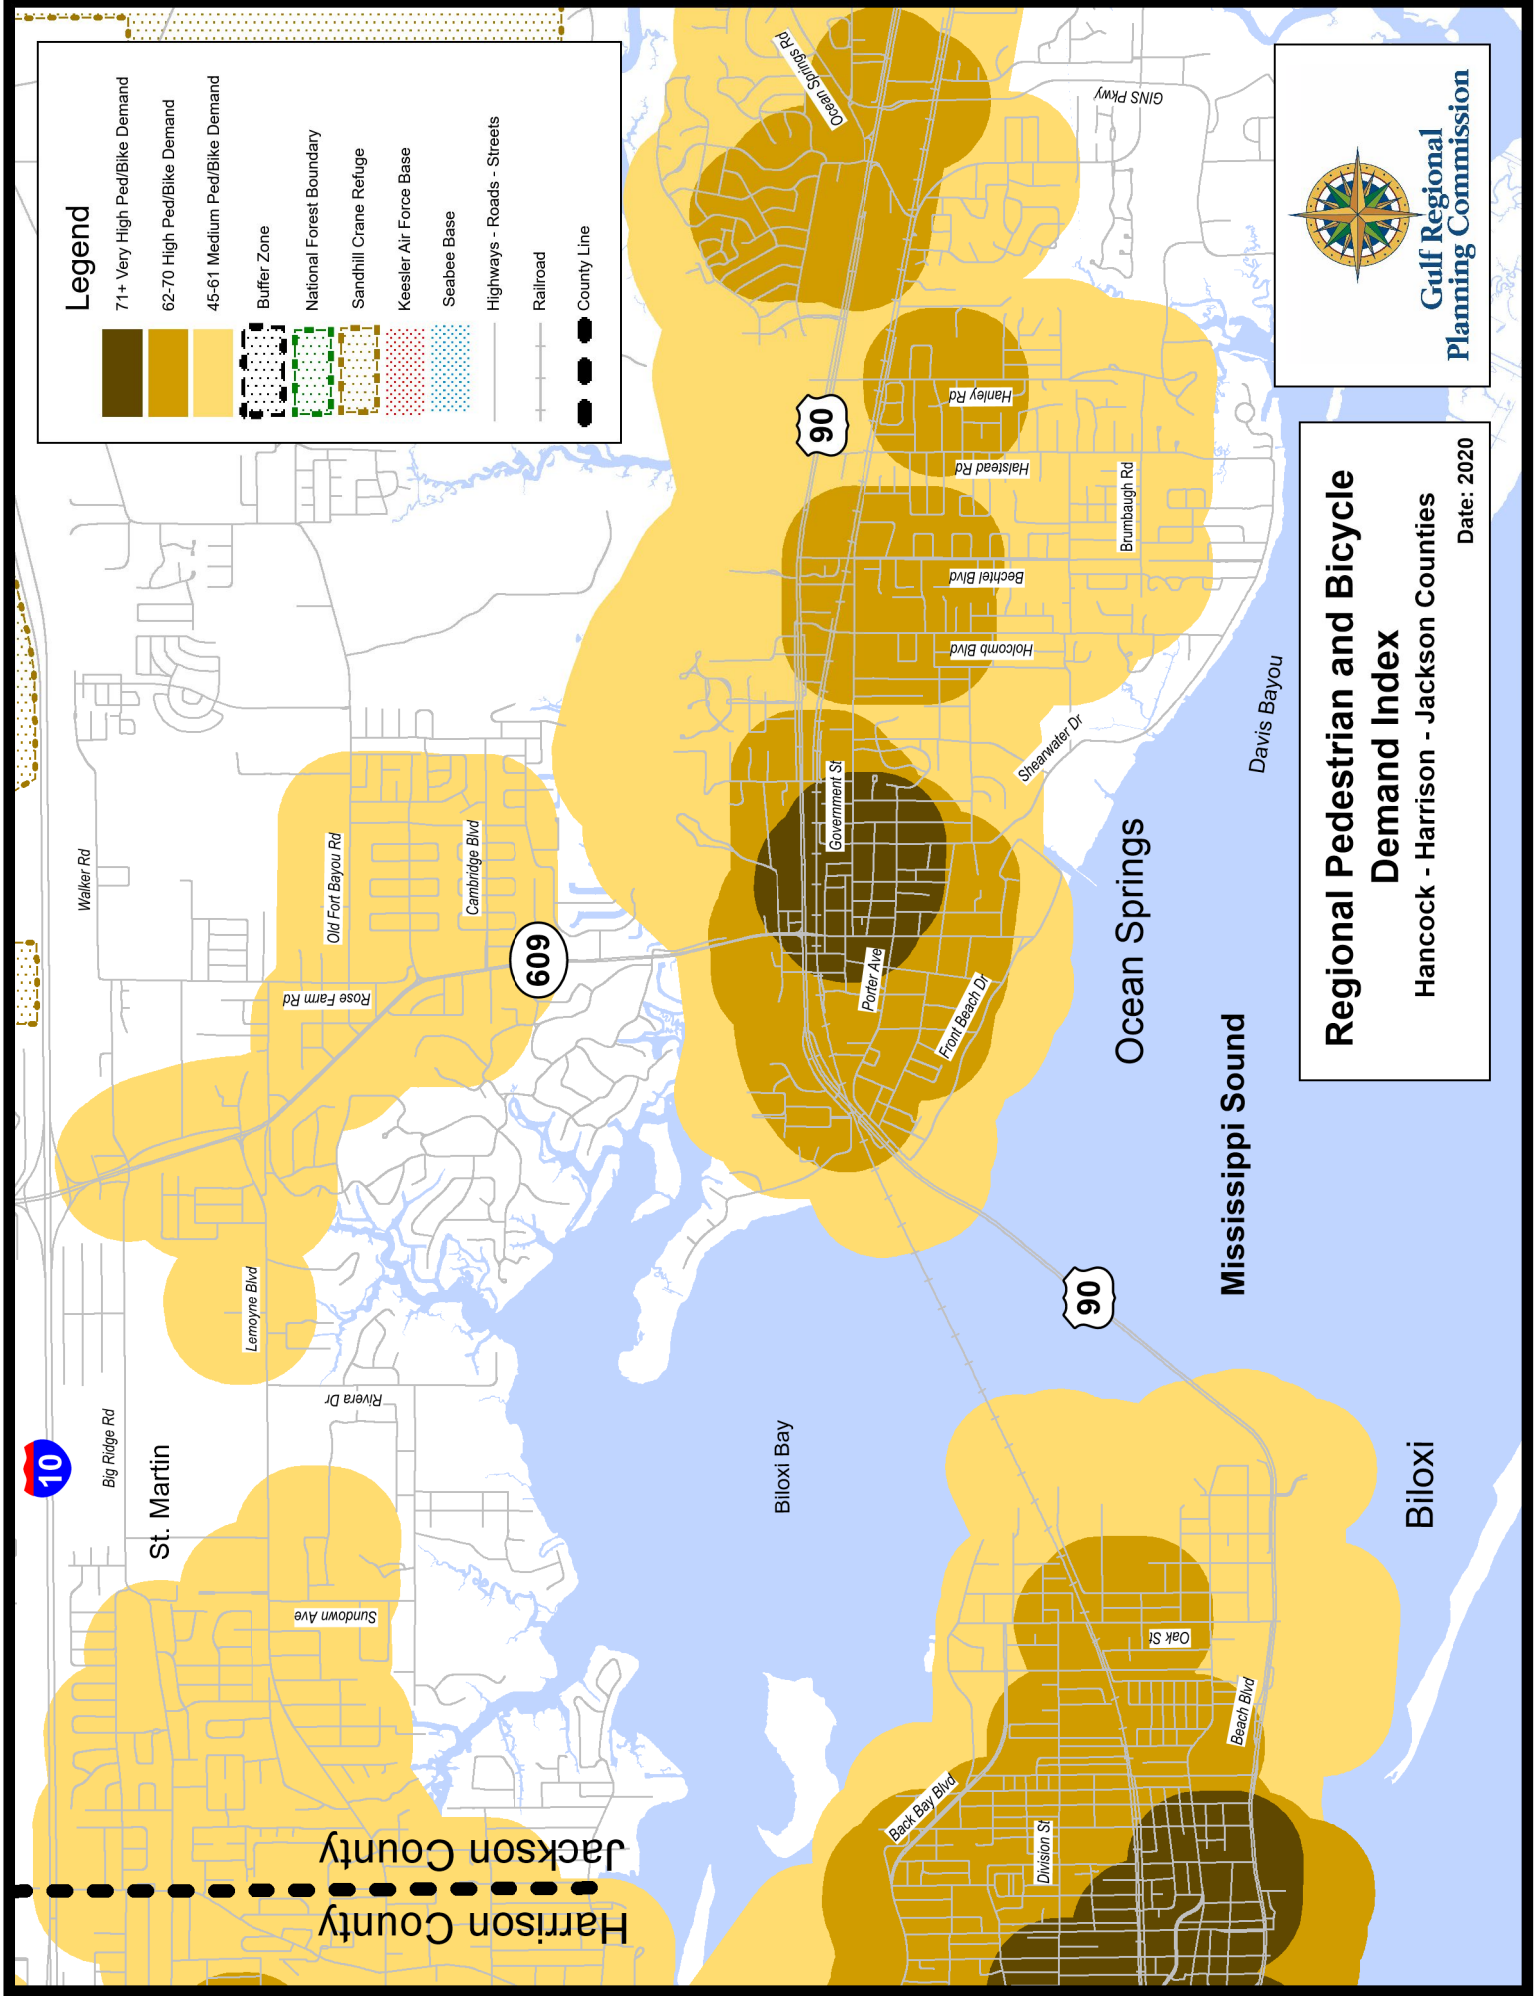 Legend
71+ Very High Ped/Bike Demand
62-70 High Ped/Bike Demand
45-61 Medium Ped/Bike Demand
Buffer Zone
National Forest Boundary
Sandhill Crane Refuge
Keesler Air Force Base
Seabee Base
Highways - Roads - Streets
Railroad
County Line
10
Big Ridge Rd
St. Martin
Walker Rd
Lemoyne Blvd
Rivera Dr
Sundown Ave
Rose Farm Rd
Old Fort Bayou Rd
Cambridge Blvd
609
Jackson County
Harrison County
Ocean Springs Rd
GINS Pkwy
90
Hanley Rd
Halstead Rd
Brumbaugh Rd
Bechtel Blvd
Holcomb Blvd
Government St
Shearwater Dr
Porter Ave
Front Beach Dr
Davis Bayou
Ocean Springs
Mississippi Sound
90
Biloxi Bay
Biloxi
Oak St
Beach Blvd
Back Bay Blvd
Division St
Regional Pedestrian and Bicycle
Demand Index
Hancock - Harrison - Jackson Counties
Date: 2020
Gulf Regional
Planning Commission